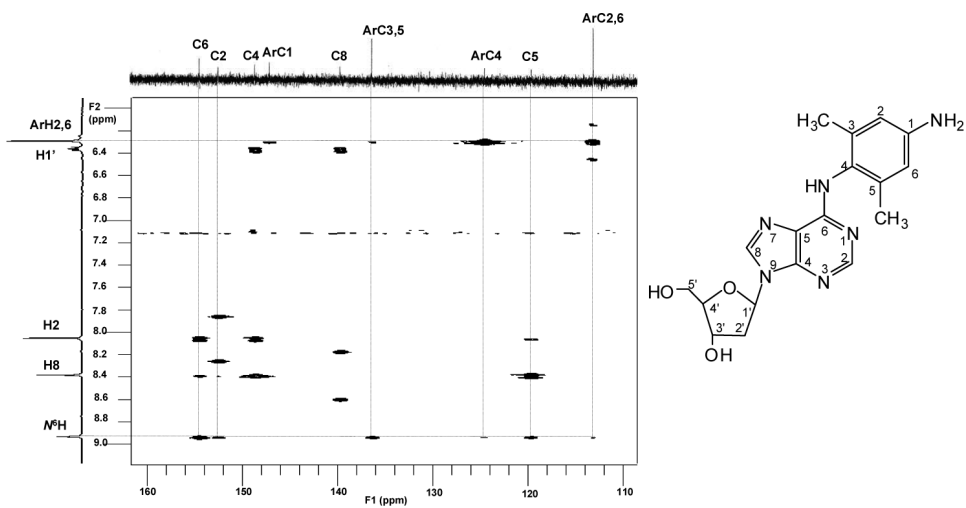 ArC3,5
ArC2,6
C6
C2
C4
ArC1
C8
ArC4
C5
F2
(ppm)
ArH2,6
H1'
6.4
6.6
6.8
7.0
7.2
7.4
7.6
7.8
8.0
H2
8.2
H8
8.4
8.6
8.8
N⁶H
9.0
160
150
140
130
120
110
F1 (ppm)
2
H₃C
3
1
NH₂
4
6
5
NH
CH₃
N
7
5
6
N
1
8
2
9
4
3
N
N
5'
HO
O
4'
1'
3'
2'
OH